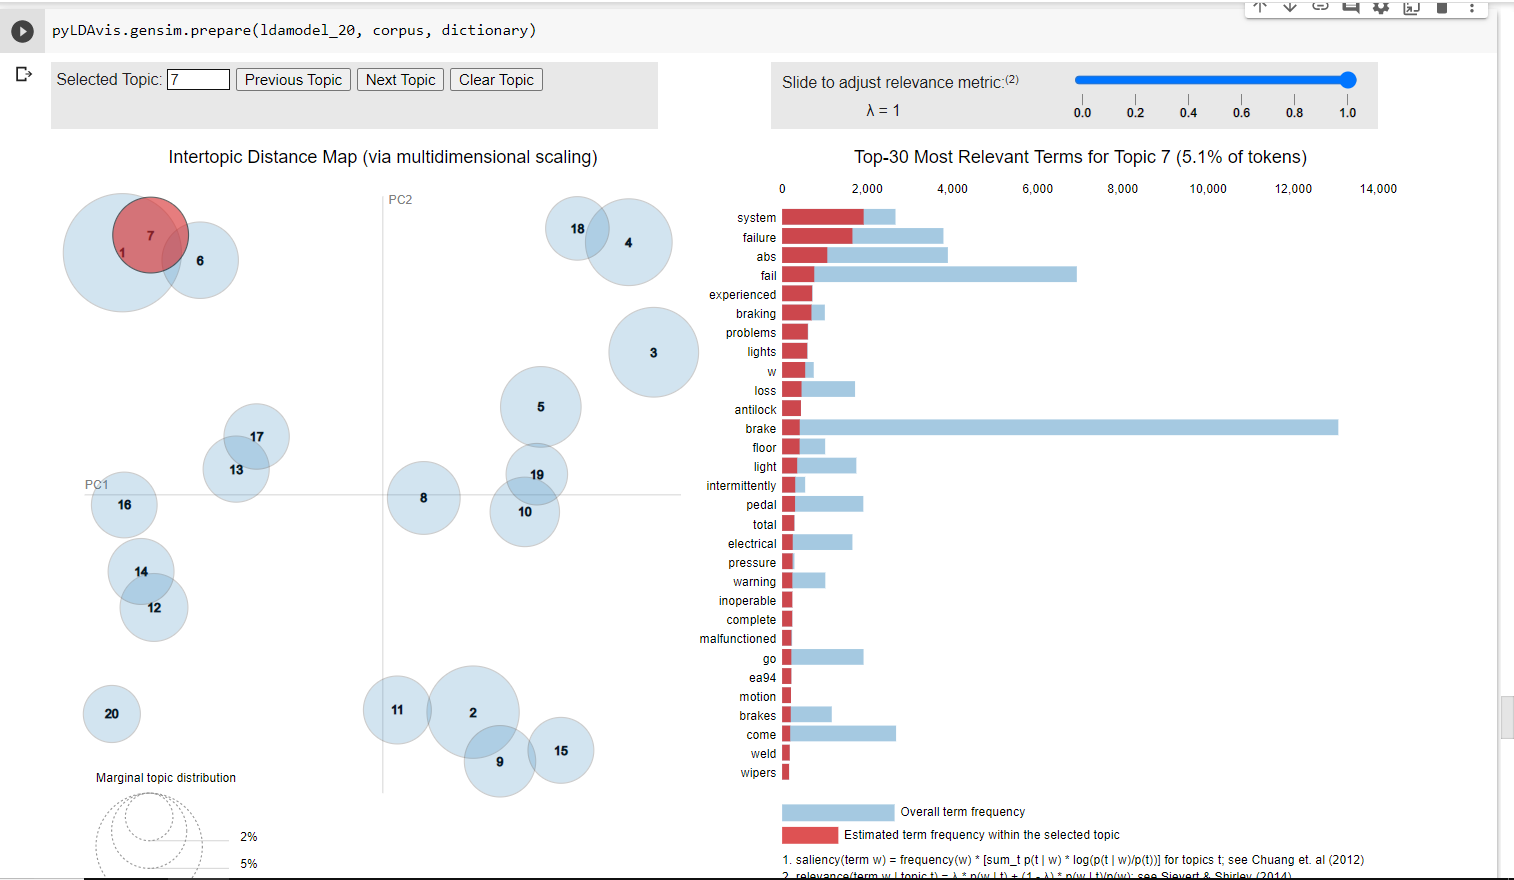 pyLDAvis.gensim.prepare(ldamodel_20, corpus, dictionary)
Selected Topic: 7 Previous Topic Next Topic Clear Topic
Slide to adjust relevance metric:(2)
λ = 1
0.0 0.2 0.4 0.6 0.8 1.0
Intertopic Distance Map (via multidimensional scaling)
PC2
PC1
1
7
6
18
4
3
5
17
13
19
8
10
16
14
12
20
11
2
9
15
Marginal topic distribution
2%
5%
Top-30 Most Relevant Terms for Topic 7 (5.1% of tokens)
0 2,000 4,000 6,000 8,000 10,000 12,000 14,000
system
failure
abs
fail
experienced
braking
problems
lights
w
loss
antilock
brake
floor
light
intermittently
pedal
total
electrical
pressure
warning
inoperable
complete
malfunctioned
go
ea94
motion
brakes
come
weld
wipers
Overall term frequency
Estimated term frequency within the selected topic
1. saliency(term w) = frequency(w) * [sum_t p(t | w) * log(p(t | w)/p(t))] for topics t; see Chuang et. al (2012)
2. relevance(term w | topic t) = λ * p(w | t) + (1 - λ) * p(w | t)/p(w); see Sievert & Shirley (2014)